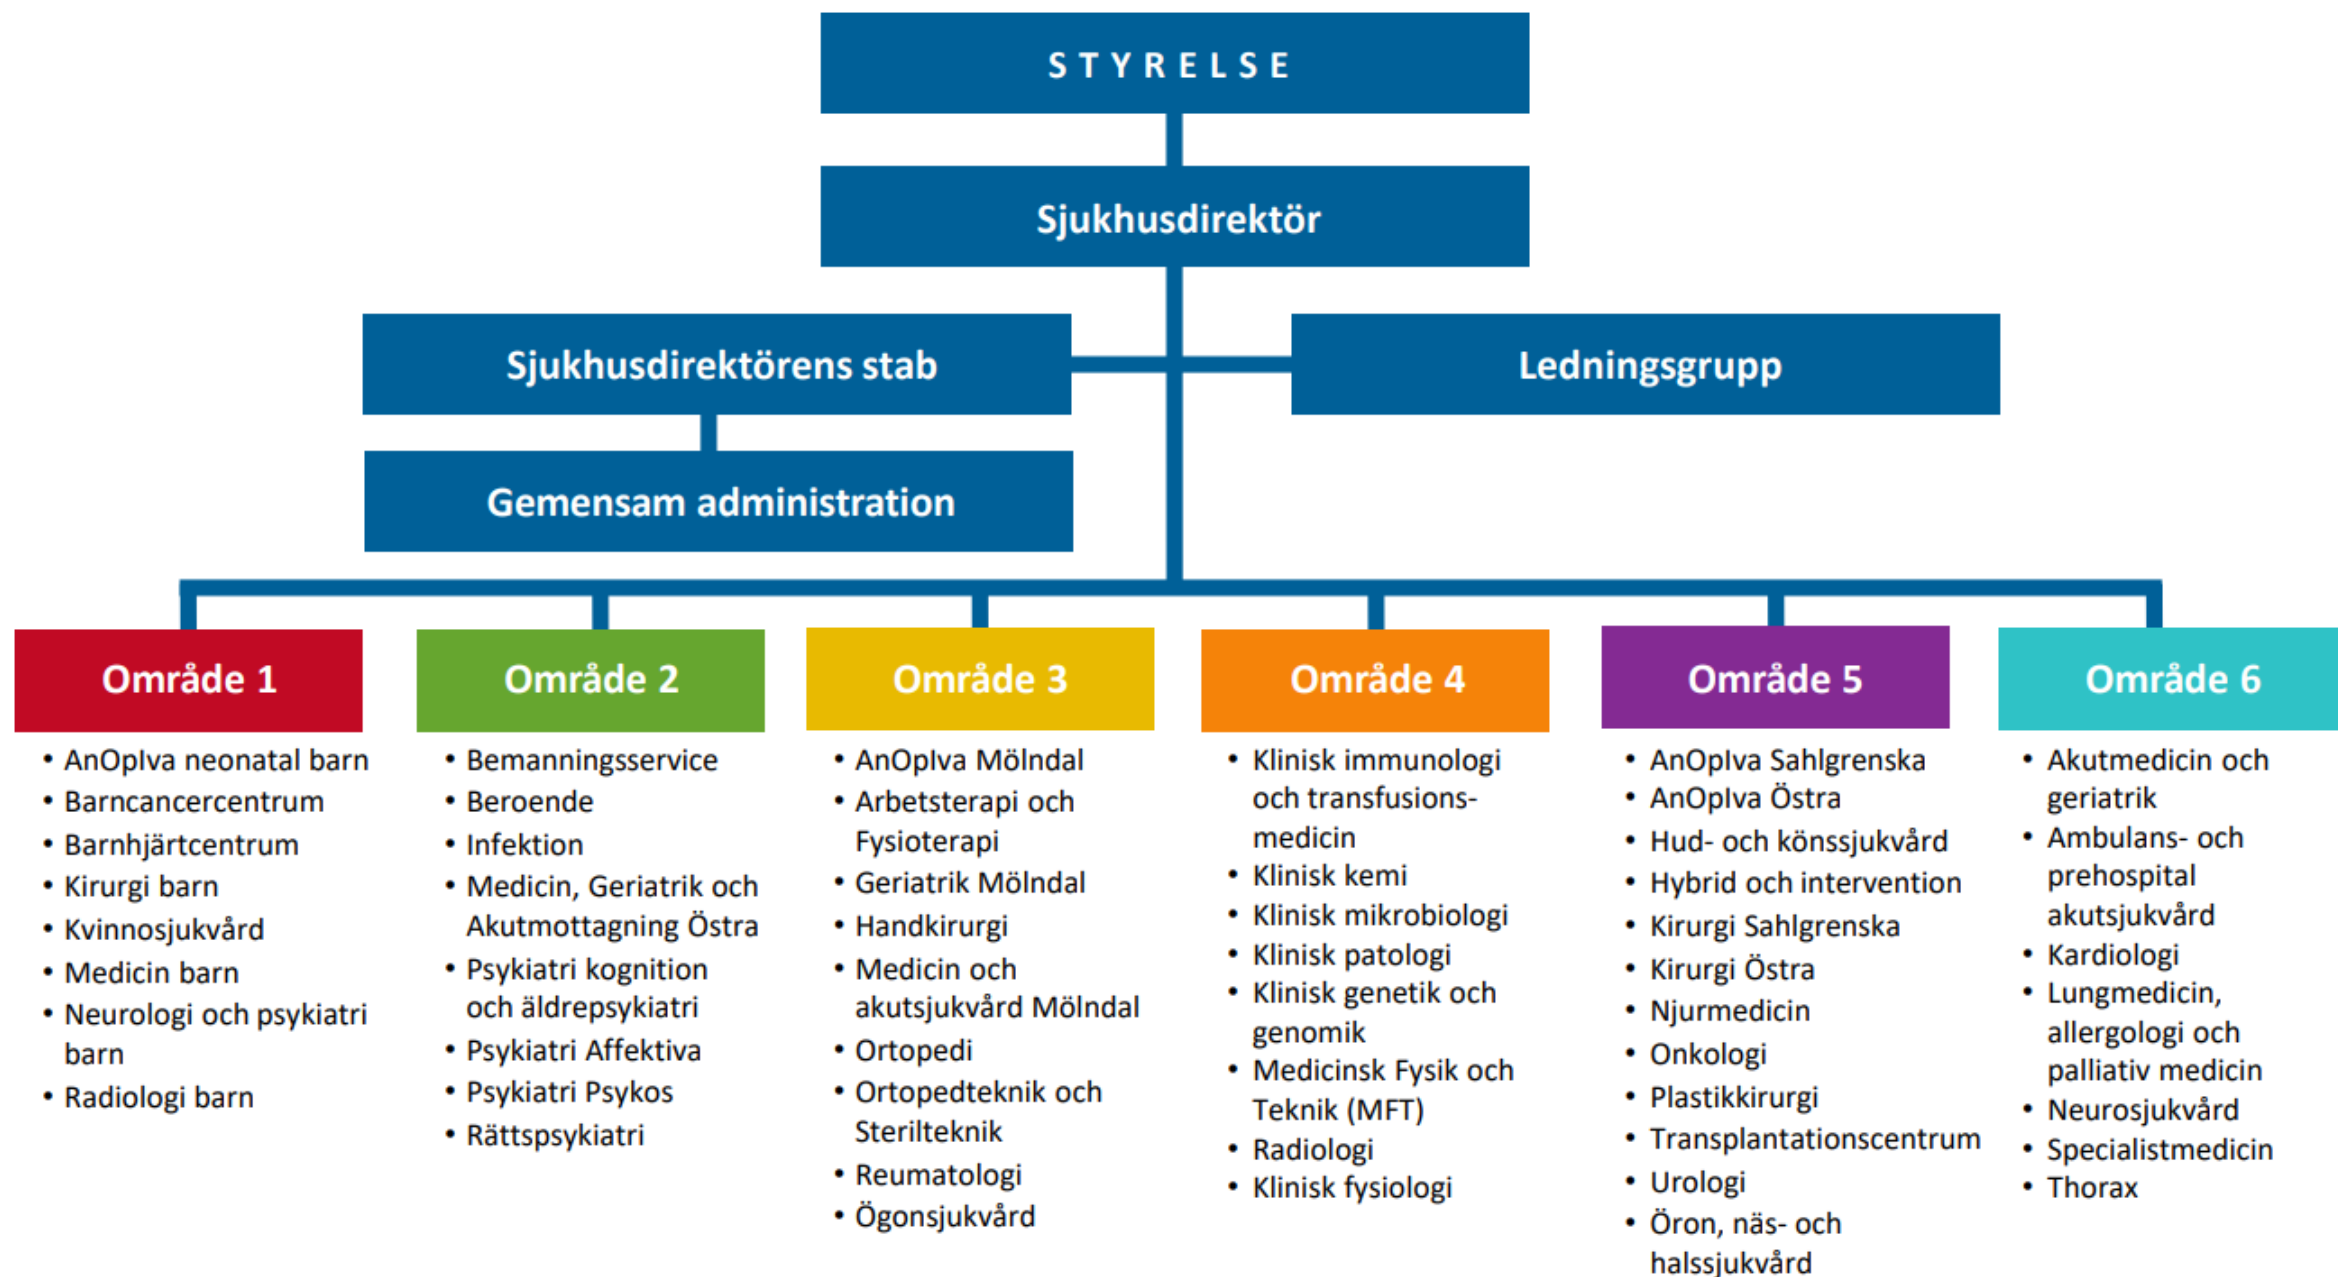 STYRELSE
Sjukhusdirektör
Sjukhusdirektörens stab
Ledningsgrupp
Gemensam administration
Område 1
• AnOpIva neonatal barn
• Barncancercentrum
• Barnhjärtcentrum
• Kirurgi barn
• Kvinnosjukvård
• Medicin barn
• Neurologi och psykiatri
barn
• Radiologi barn
Område 2
• Bemanningsservice
• Beroende
• Infektion
• Medicin, Geriatrik och
Akutmottagning Östra
• Psykiatri kognition
och äldrepsykiatri
• Psykiatri Affektiva
• Psykiatri Psykos
• Rättspsykiatri
Område 3
• AnOpIva Mölndal
• Arbetsterapi och
Fysioterapi
• Geriatrik Mölndal
• Handkirurgi
• Medicin och
akutsjukvård Mölndal
• Ortopedi
• Ortopedteknik och
Sterilteknik
• Reumatologi
• Ögonsjukvård
Område 4
• Klinisk immunologi
och transfusions-
medicin
• Klinisk kemi
• Klinisk mikrobiologi
• Klinisk patologi
• Klinisk genetik och
genomik
• Medicinsk Fysik och
Teknik (MFT)
• Radiologi
• Klinisk fysiologi
Område 5
• AnOpIva Sahlgrenska
• AnOpIva Östra
• Hud- och könssjukvård
• Hybrid och intervention
• Kirurgi Sahlgrenska
• Kirurgi Östra
• Njurmedicin
• Onkologi
• Plastikkirurgi
• Transplantationscentrum
• Urologi
• Öron, näs- och
halssjukvård
Område 6
• Akutmedicin och
geriatrik
• Ambulans- och
prehospital
akutsjukvård
• Kardiologi
• Lungmedicin,
allergologi och
palliativ medicin
• Neurosjukvård
• Specialistmedicin
• Thorax